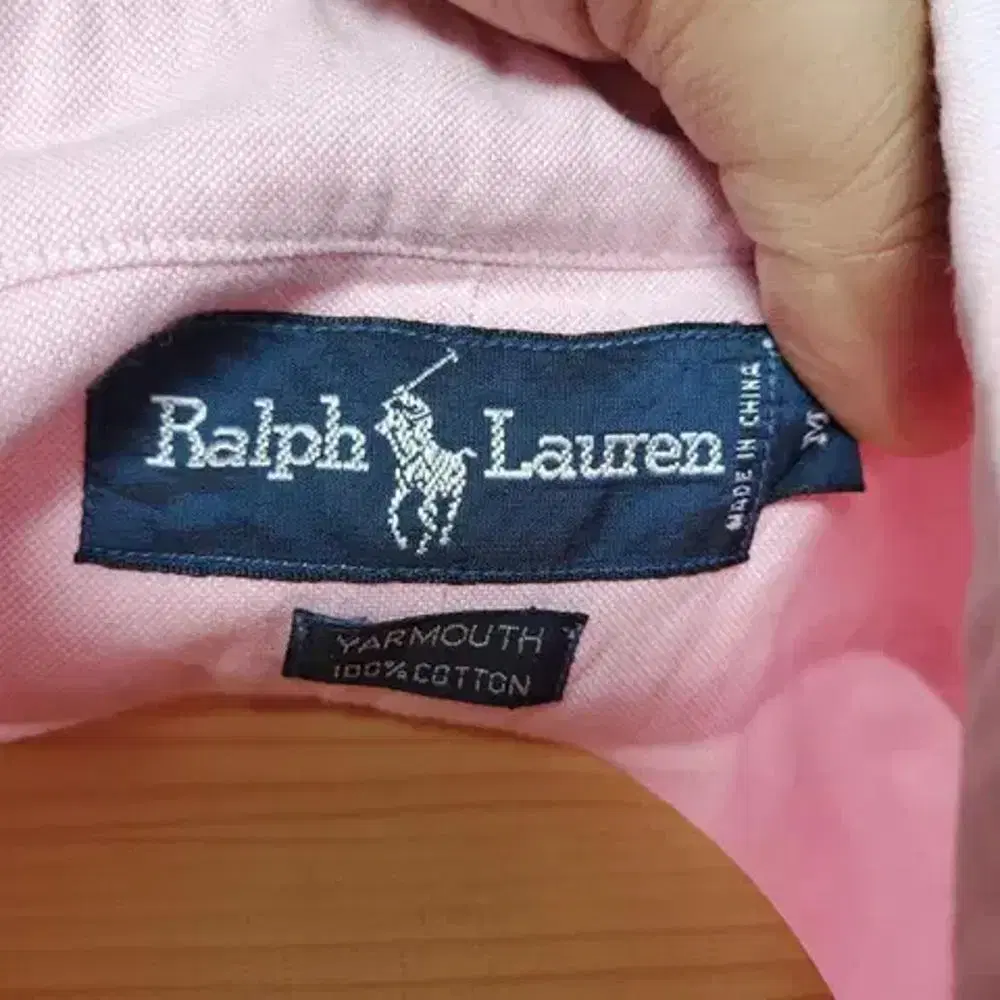 Ralph Lauren
MADE IN CHINA
M
YARMOUTH
100% COTTON